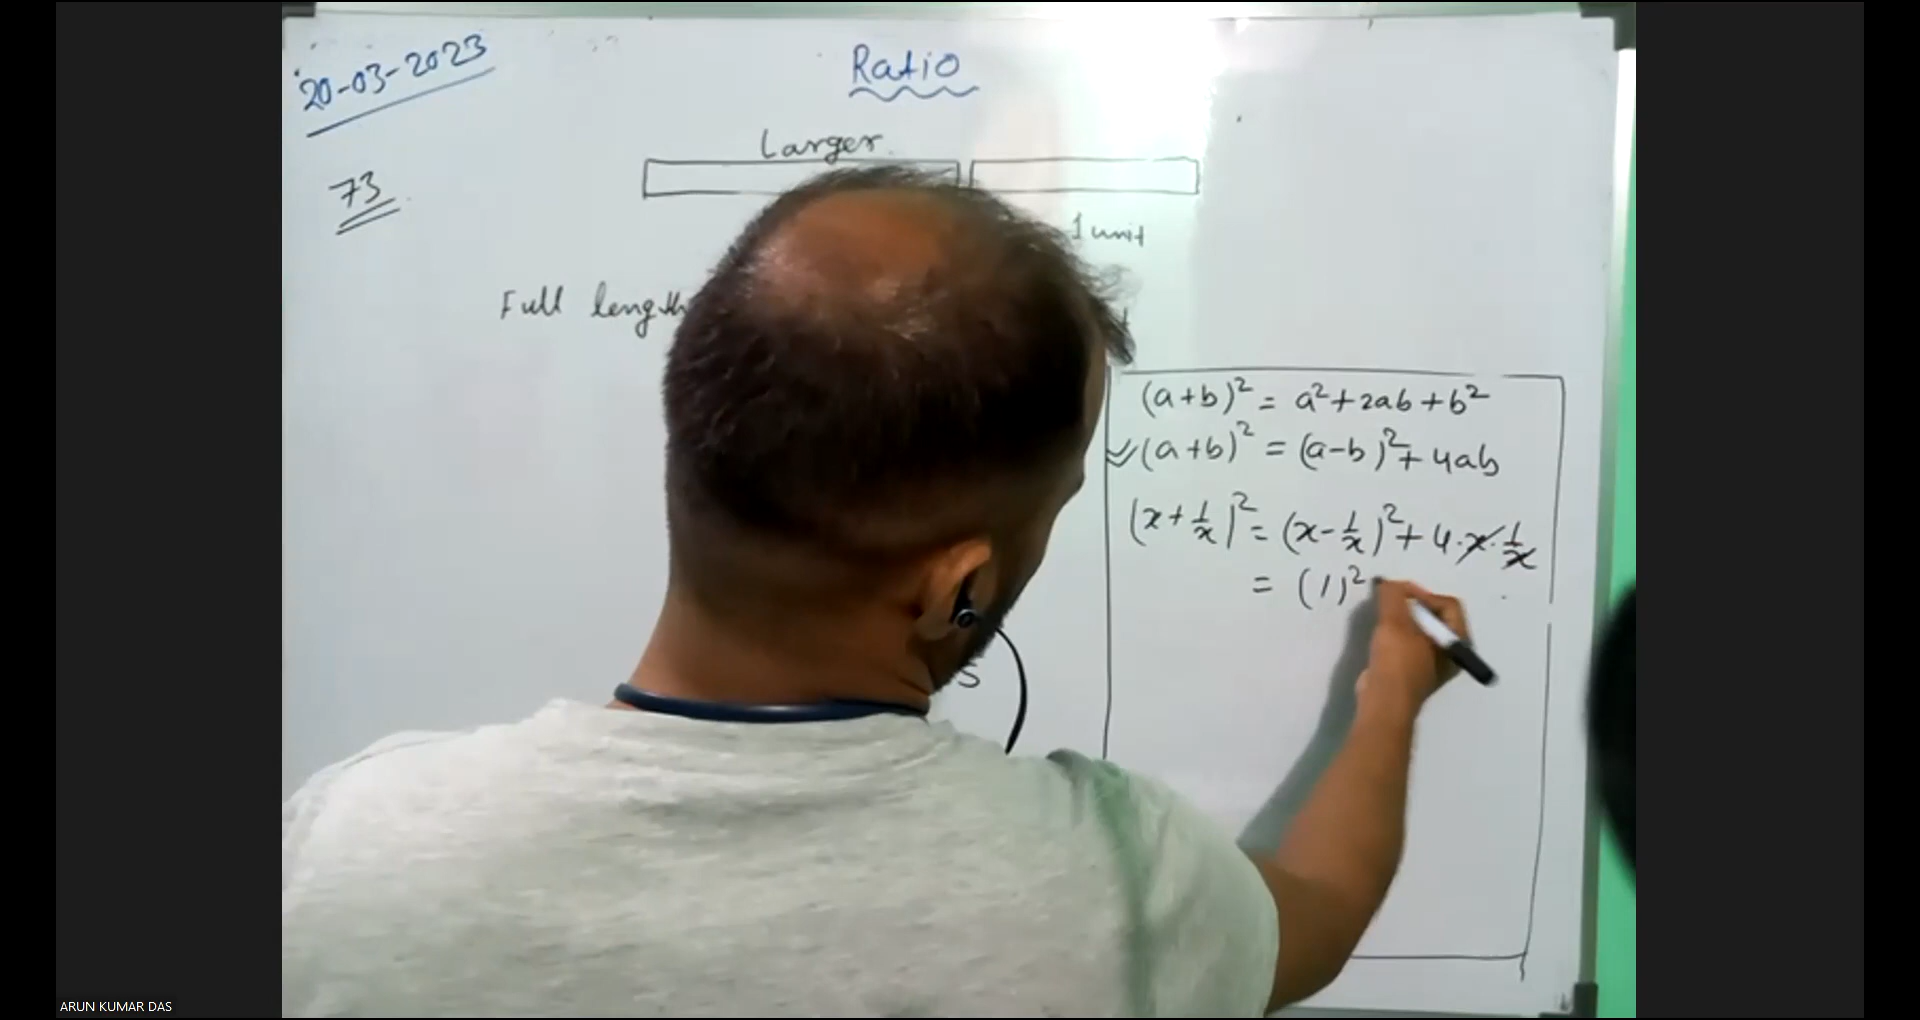 20-03-2023
Ratio
Larger
73
1 unit
Full length
(a+b)² = a²+2ab+b²
(a+b)² = (a-b)²+4ab
(x+1/x)² = (x-1/x)²+4·x·1/x
= (1)²
ARUN KUMAR DAS